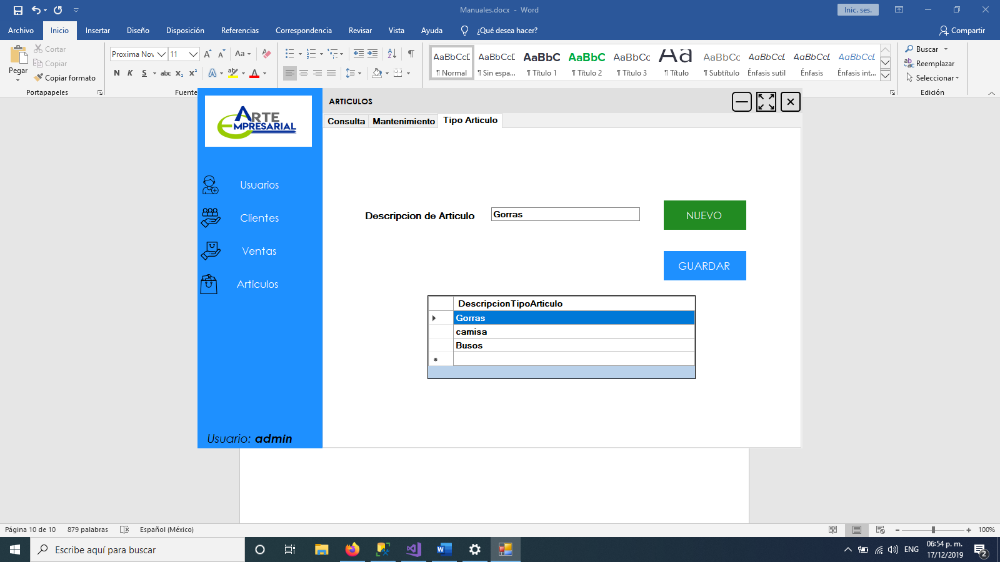 Manuales.docx - Word
Inic. ses.
Archivo Inicio Insertar Diseño Disposición Referencias Correspondencia Revisar Vista Ayuda ¿Qué desea hacer? Compartir
Pegar
Cortar
Copiar
Copiar formato
Portapapeles
Proxima Nov 11
Aa
N K S abc x₂ x²
A aby A
Fuente
AaBbCcD AaBbCcD AaBbC AaBbC AaBbCc AaBb AaBbCc AaBbCcL AaBbCcL AaBbCcL
¶ Normal ¶ Sin espa... ¶ Título 1 ¶ Título 2 ¶ Título 3 ¶ Título ¶ Subtítulo Énfasis sutil Énfasis Énfasis int...
Buscar
Reemplazar
Seleccionar
Edición
ARTE
EMPRESARIAL
Usuarios
Clientes
Ventas
Articulos
Usuario: admin
ARTICULOS
Consulta Mantenimiento Tipo Articulo
Descripcion de Articulo Gorras NUEVO
GUARDAR
DescripcionTipoArticulo
Gorras
camisa
Busos
*
Página 10 de 10 879 palabras Español (México) 100%
Escribe aquí para buscar
ENG
06:54 p. m.
17/12/2019
2